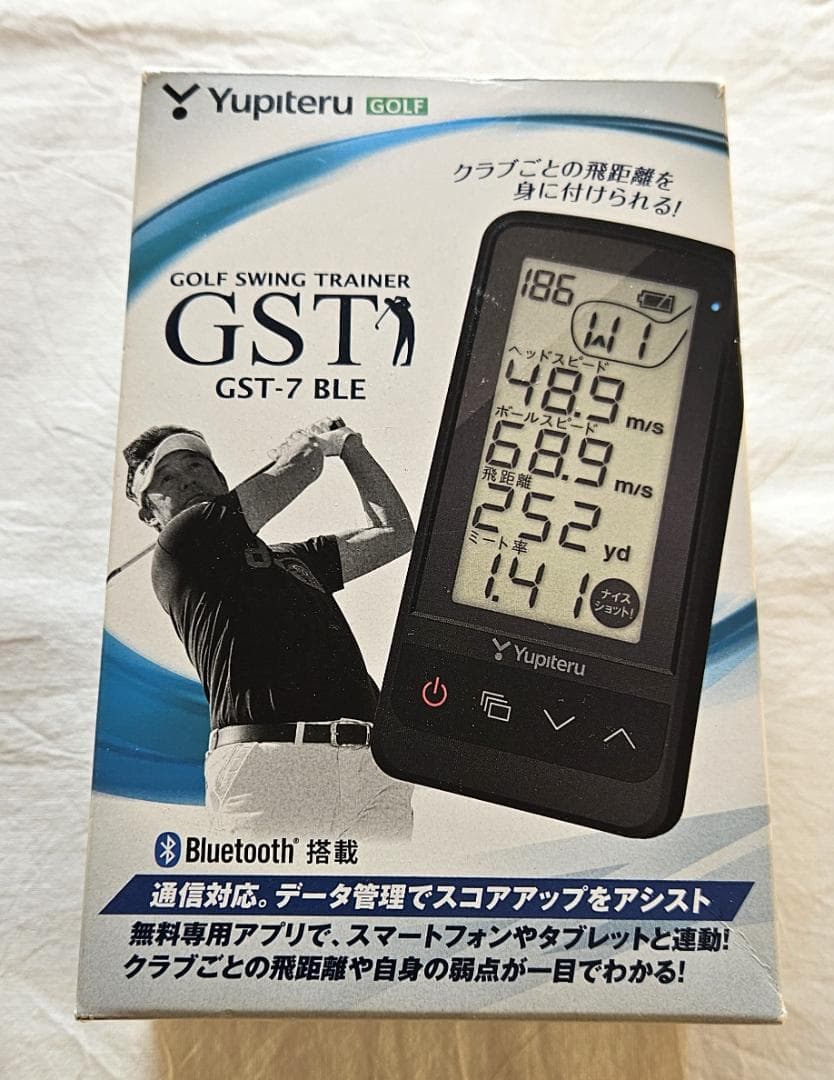 Yupiteru GOLF
クラブごとの飛距離を
身に付けられる!
GOLF SWING TRAINER
GST
GST-7 BLE
186
W1
ヘッドスピード
48.9 m/s
ボールスピード
68.9 m/s
飛距離
252 yd
ミート率
1.41
ナイス
ショット!
Yupiteru
Bluetooth® 搭載
通信対応。データ管理でスコアアップをアシスト
無料専用アプリで、スマートフォンやタブレットと連動!
クラブごとの飛距離や自身の弱点が一目でわかる!